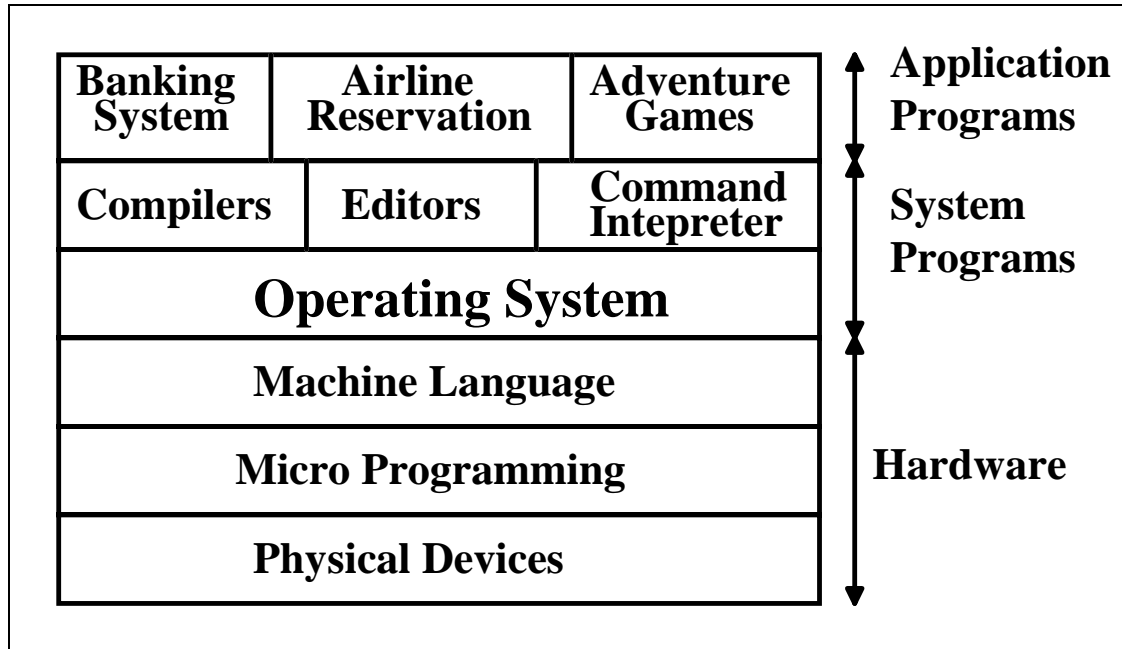 Banking
System
Airline
Reservation
Adventure
Games
Application
Programs
Compilers
Editors
Command
Intepreter
System
Programs
Operating System
Machine Language
Micro Programming
Hardware
Physical Devices